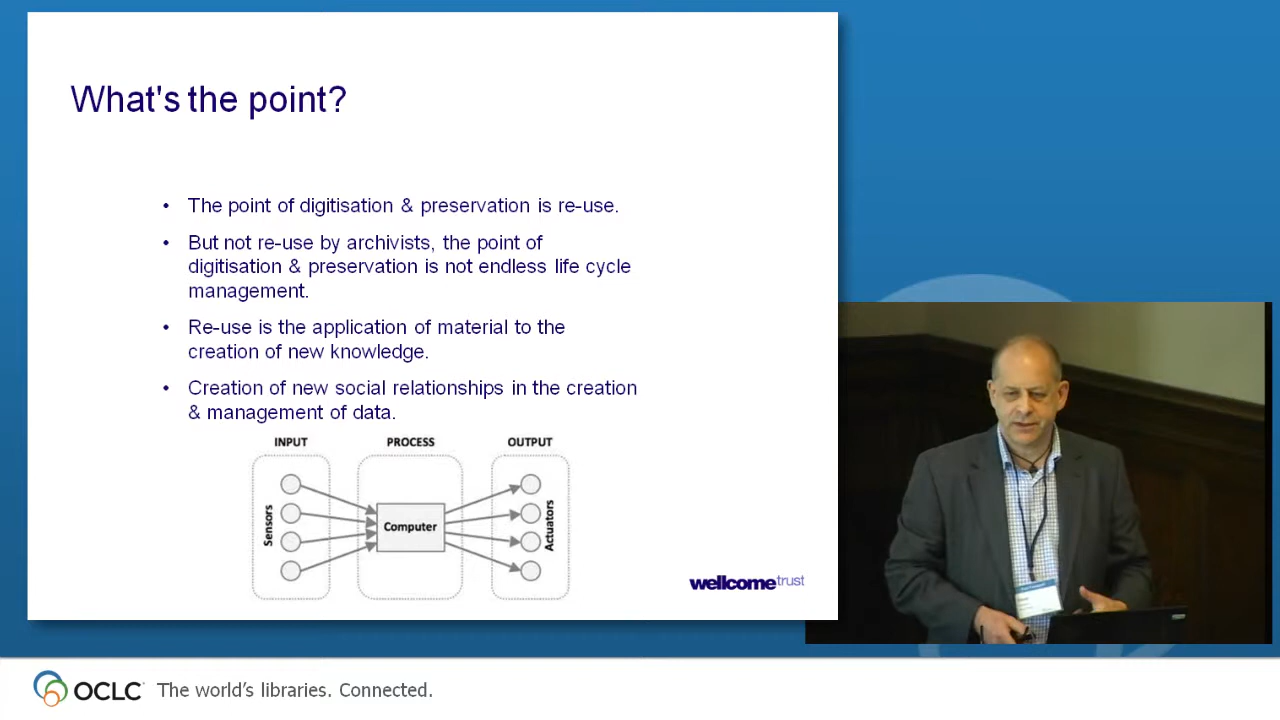 What's the point?
• The point of digitisation & preservation is re-use.
• But not re-use by archivists, the point of
digitisation & preservation is not endless life cycle
management.
• Re-use is the application of material to the
creation of new knowledge.
• Creation of new social relationships in the creation
& management of data.
INPUT PROCESS OUTPUT
Sensors
Computer
Actuators
wellcometrust
OCLC The world's libraries. Connected.